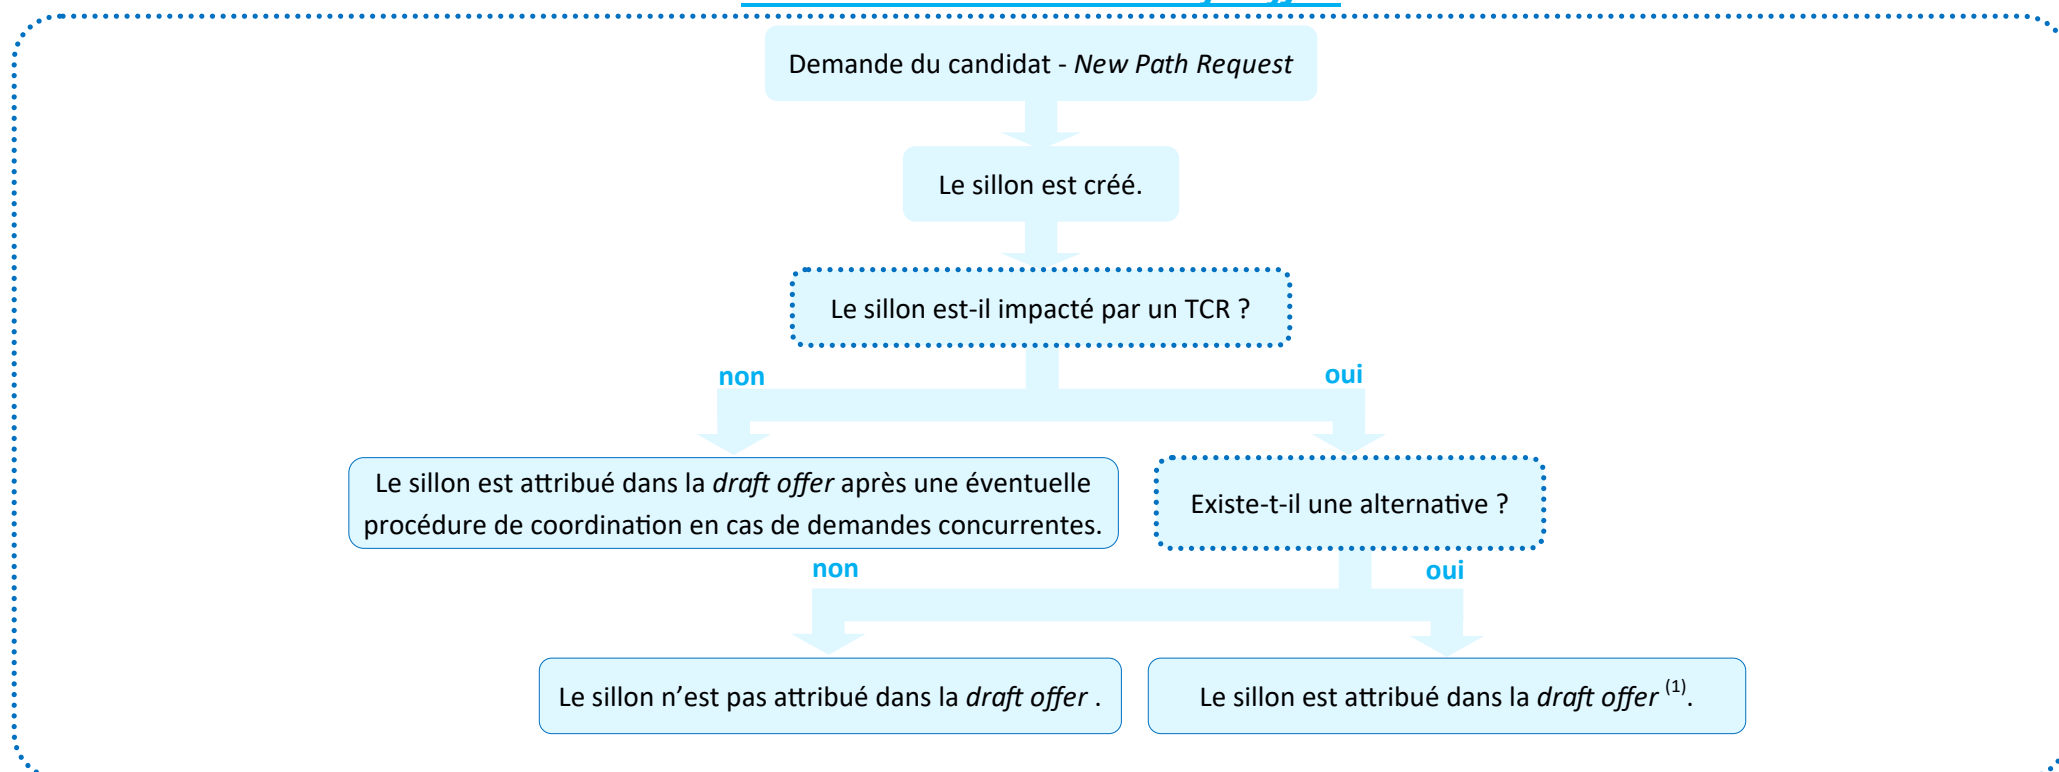 Demande du candidat - New Path Request
Le sillon est créé.
Le sillon est-il impacté par un TCR ?
non
oui
Le sillon est attribué dans la draft offer après une éventuelle
procédure de coordination en cas de demandes concurrentes.
Existe-t-il une alternative ?
non
oui
Le sillon n’est pas attribué dans la draft offer .
Le sillon est attribué dans la draft offer (1).